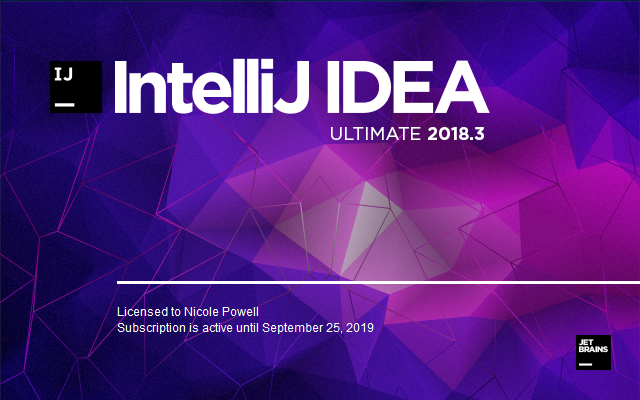 IJ
IntelliJ IDEA
ULTIMATE 2018.3
Licensed to Nicole Powell
Subscription is active until September 25, 2019
JET
BRAINS